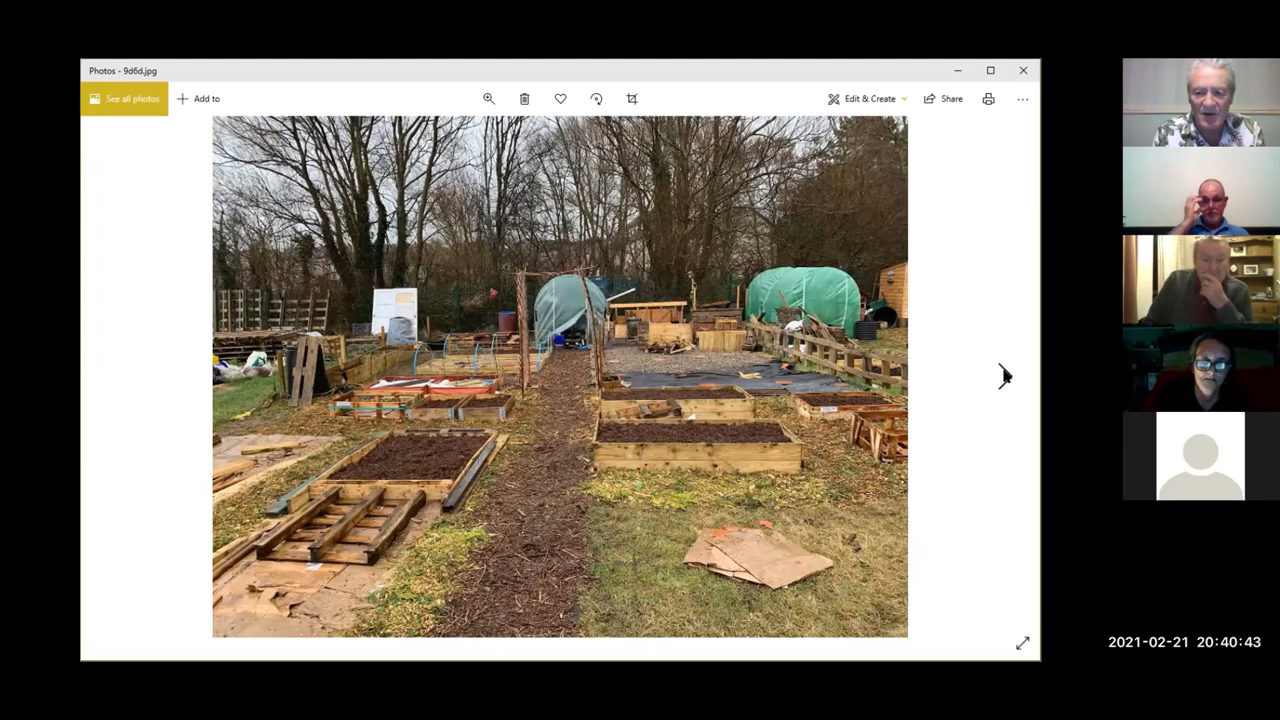 Photos - 9d6d.jpg
See all photos
Add to
Edit & Create
Share
2021-02-21 20:40:43